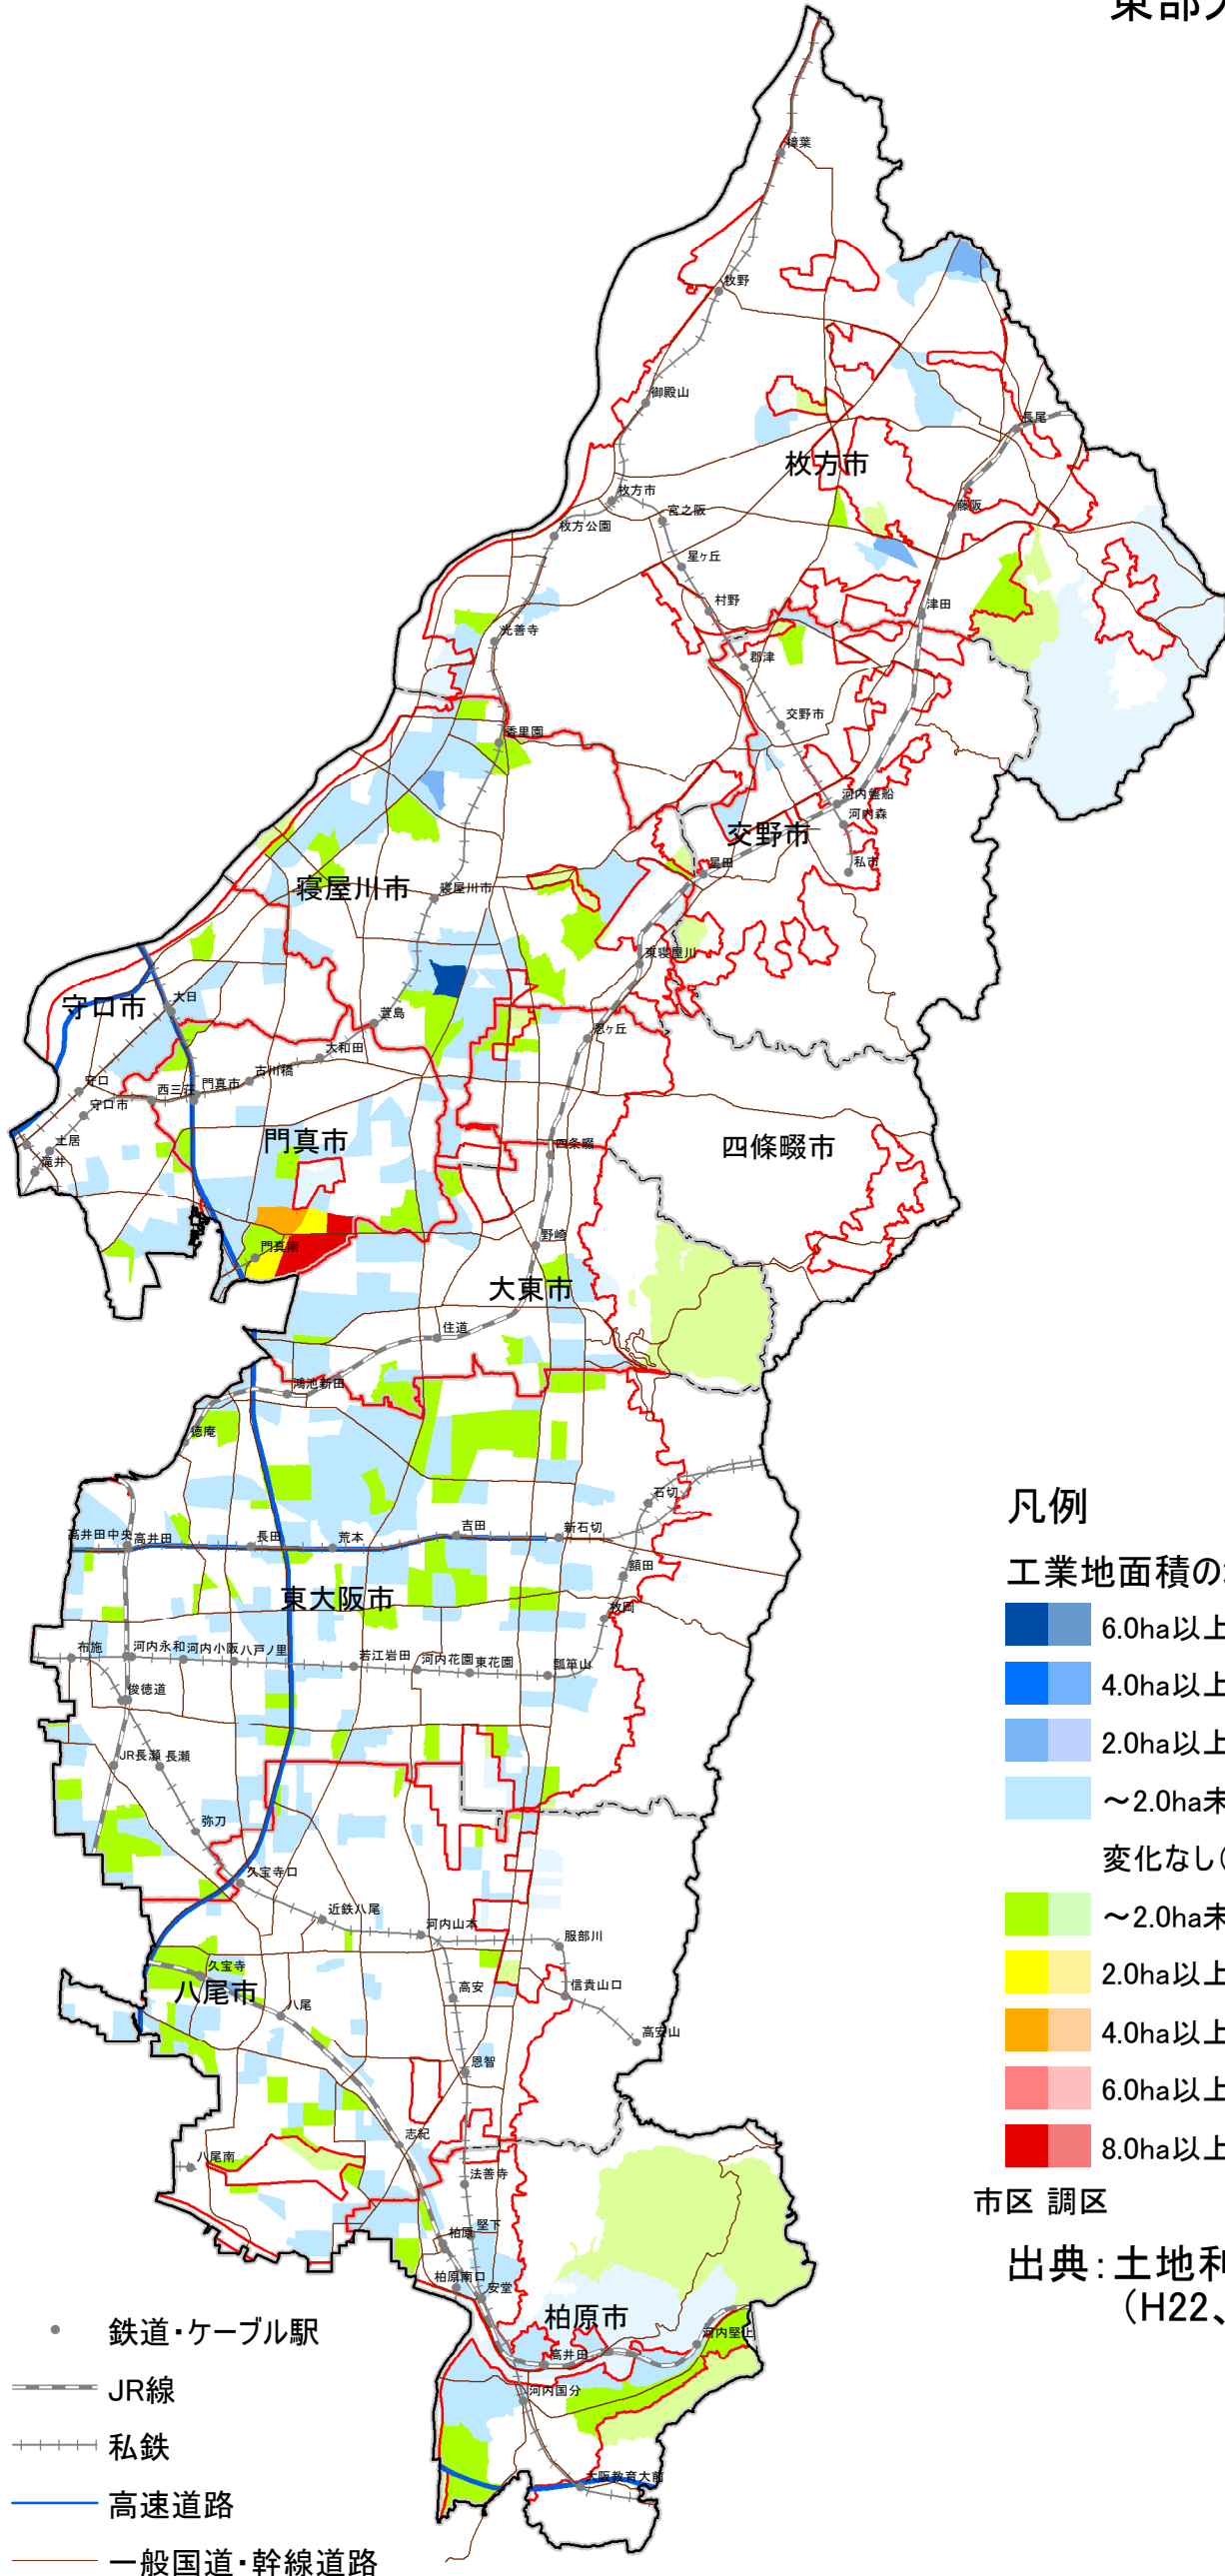 東部大
樟葉
牧野
御殿山
長尾
枚方市
枚方市
藤阪
宮之阪
枚方公園
星ヶ丘
村野
津田
光善寺
郡津
交野市
香里園
河内磐船
河内森
交野市
星田
私市
寝屋川市
寝屋川市
東寝屋川
守口市
大日
萱島
忍ヶ丘
大和田
古川橋
守口
門真市
西三荘
守口市
土居
滝井
門真市
四条畷
四條畷市
野崎
門真南
大東市
住道
鴻池新田
徳庵
石切
吉田
新石切
高井田中央
高井田
長田
荒本
額田
東大阪市
枚岡
布施
河内永和
河内小阪
八戸ノ里
若江岩田
河内花園
東花園
瓢箪山
俊徳道
JR長瀬
長瀬
弥刀
久宝寺口
近鉄八尾
河内山本
服部川
久宝寺
八尾市
高安
信貴山口
八尾
高安山
恩智
志紀
八尾南
法善寺
堅下
柏原
柏原南口
安堂
柏原市
河内堅上
高井田
河内国分
大阪教育大前
凡例
工業地面積の
6.0ha以上
4.0ha以上
2.0ha以上
～2.0ha未
変化なし(
～2.0ha未
2.0ha以上
4.0ha以上
6.0ha以上
8.0ha以上
市区 調区
出典：土地利
（H22、
鉄道・ケーブル駅
JR線
私鉄
高速道路
一般国道・幹線道路